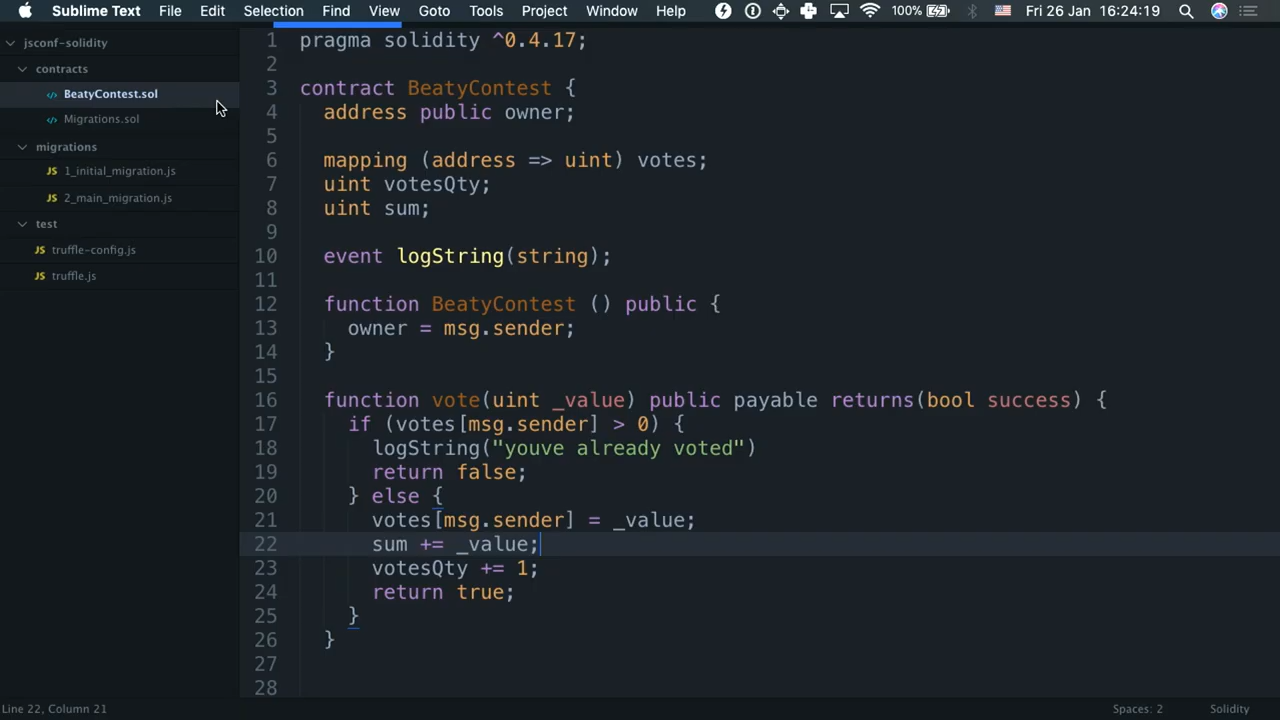 Sublime Text File Edit Selection Find View Goto Tools Project Window Help 100% Fri 26 Jan 16:24:19
jsconf-solidity
contracts
BeatyContest.sol
Migrations.sol
migrations
JS 1_initial_migration.js
JS 2_main_migration.js
test
JS truffle-config.js
JS truffle.js
1 pragma solidity ^0.4.17;
2
3 contract BeatyContest {
4 address public owner;
5
6 mapping (address => uint) votes;
7 uint votesQty;
8 uint sum;
9
10 event logString(string);
11
12 function BeatyContest () public {
13 owner = msg.sender;
14 }
15
16 function vote(uint _value) public payable returns(bool success) {
17 if (votes[msg.sender] > 0) {
18 logString("youve already voted")
19 return false;
20 } else {
21 votes[msg.sender] = _value;
22 sum += _value;
23 votesQty += 1;
24 return true;
25 }
26 }
27
28
Line 22, Column 21 Spaces: 2 Solidity